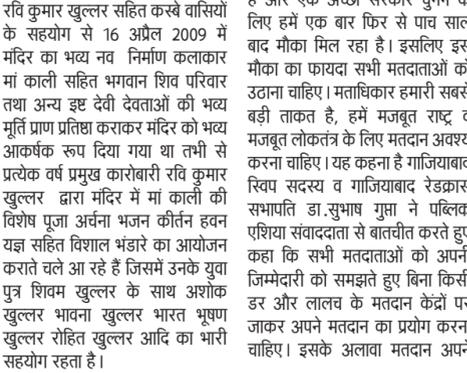 रवि कुमार खुल्लर सहित कस्बे वासियों
के सहयोग से 16 अप्रैल 2009 में
मंदिर का भव्य नव निर्माण कलाकार
मां काली सहित भगवान शिव परिवार
तथा अन्य इष्ट देवी देवताओं की भव्य
मूर्ति प्राण प्रतिष्ठा कराकर मंदिर को भव्य
आकर्षक रूप दिया गया था तभी से
प्रत्येक वर्ष प्रमुख कारोबारी रवि कुमार
खुल्लर द्वारा मंदिर में मां काली की
विशेष पूजा अर्चना भजन कीर्तन हवन
यज्ञ सहित विशाल भंडारे का आयोजन
कराते चले आ रहे हैं जिसमें उनके युवा
पुत्र शिवम खुल्लर के साथ अशोक
खुल्लर भावना खुल्लर भारत भूषण
खुल्लर रोहित खुल्लर आदि का भारी
सहयोग रहता है।
लिए हमें एक बार फिर से पांच साल
बाद मौका मिल रहा है। इसलिए इस
मौका का फायदा सभी मतदाताओं को
उठाना चाहिए। मताधिकार हमारी सबसे
बड़ी ताकत है, हमें मजबूत राष्ट्र
मजबूत लोकतंत्र के लिए मतदान अवश्य
करना चाहिए। यह कहना है गाजियाबाद
स्विप सदस्य व गाजियाबाद रेडक्रास
सभापति डा.सुभाष गुप्ता ने पब्लिक
एशिया संवाददाता से बातचीत करते हुए
कहा कि सभी मतदाताओं को अपनी
जिम्मेदारी को समझते हुए बिना किसी
डर और लालच के मतदान केंद्रों पर
जाकर अपने मतदान का प्रयोग करना
चाहिए। इसके अलावा मतदान अपने